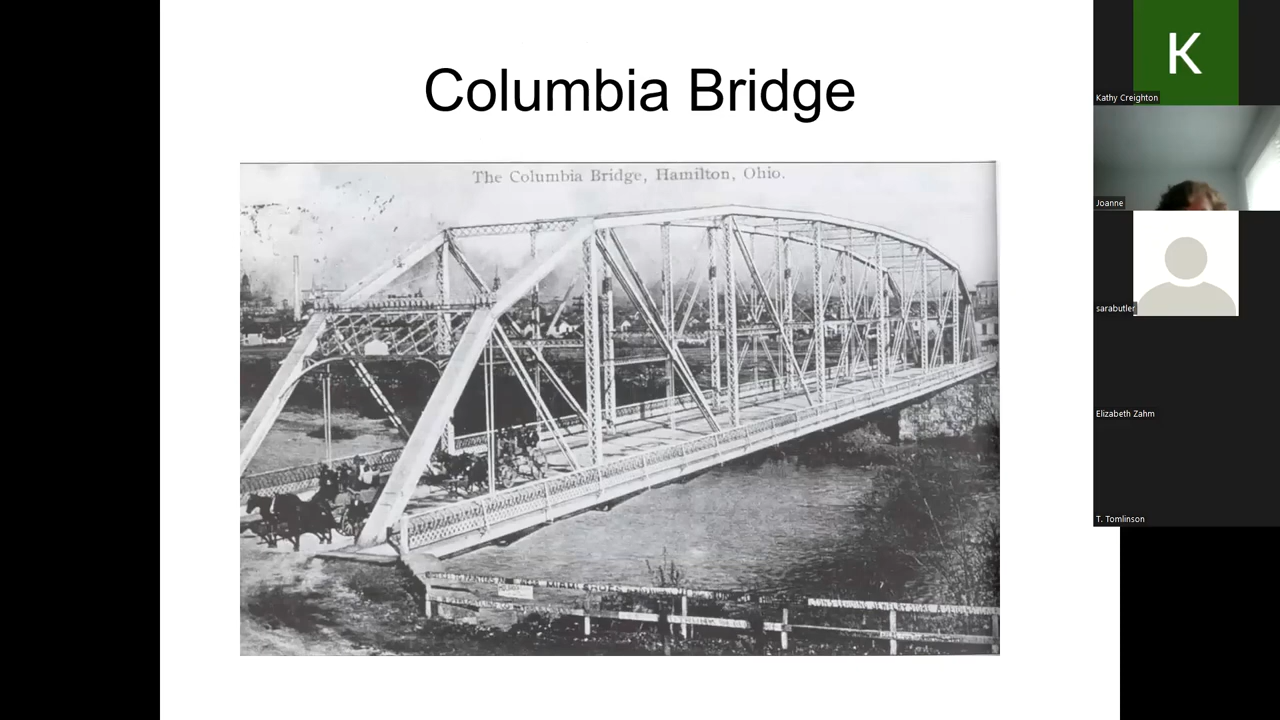 Columbia Bridge
The Columbia Bridge, Hamilton, Ohio.
K
Kathy Creighton
Joanne
sarabutler
Elizabeth Zahm
T. Tomlinson